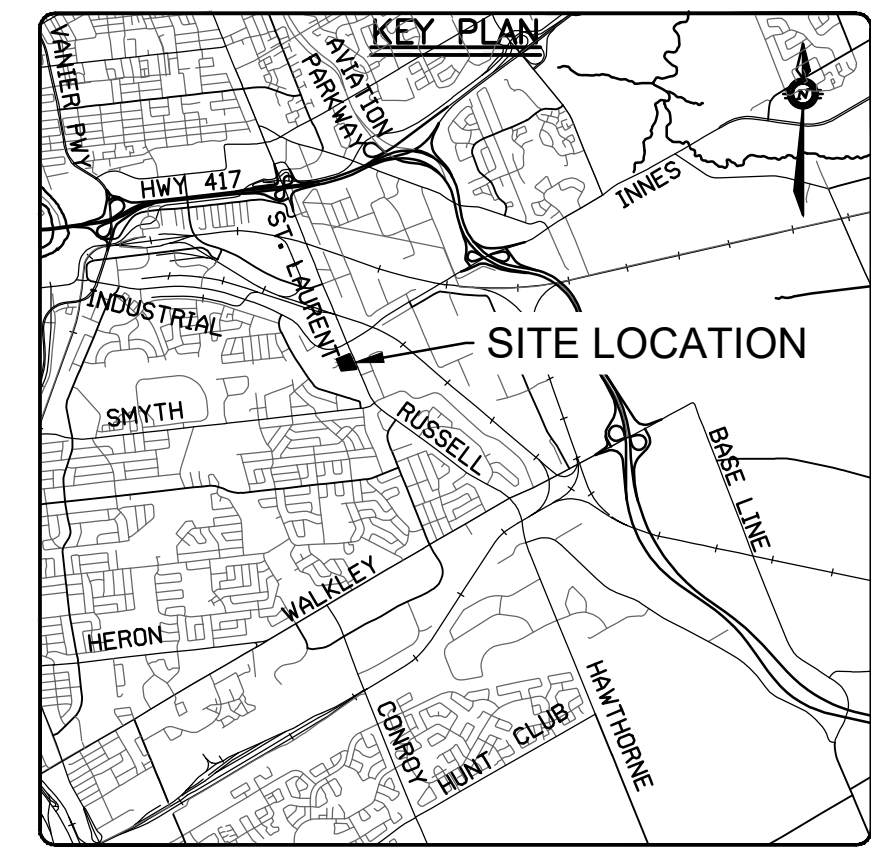 KEY PLAN
VANIER PWY
AVIATION
PARKWAY
N
HWY 417
INNES
ST. LAURENT
INDUSTRIAL
SITE LOCATION
SMYTH
RUSSELL
BASE LINE
WALKLEY
HERON
HAWTHORNE
CONROY
HUNT CLUB